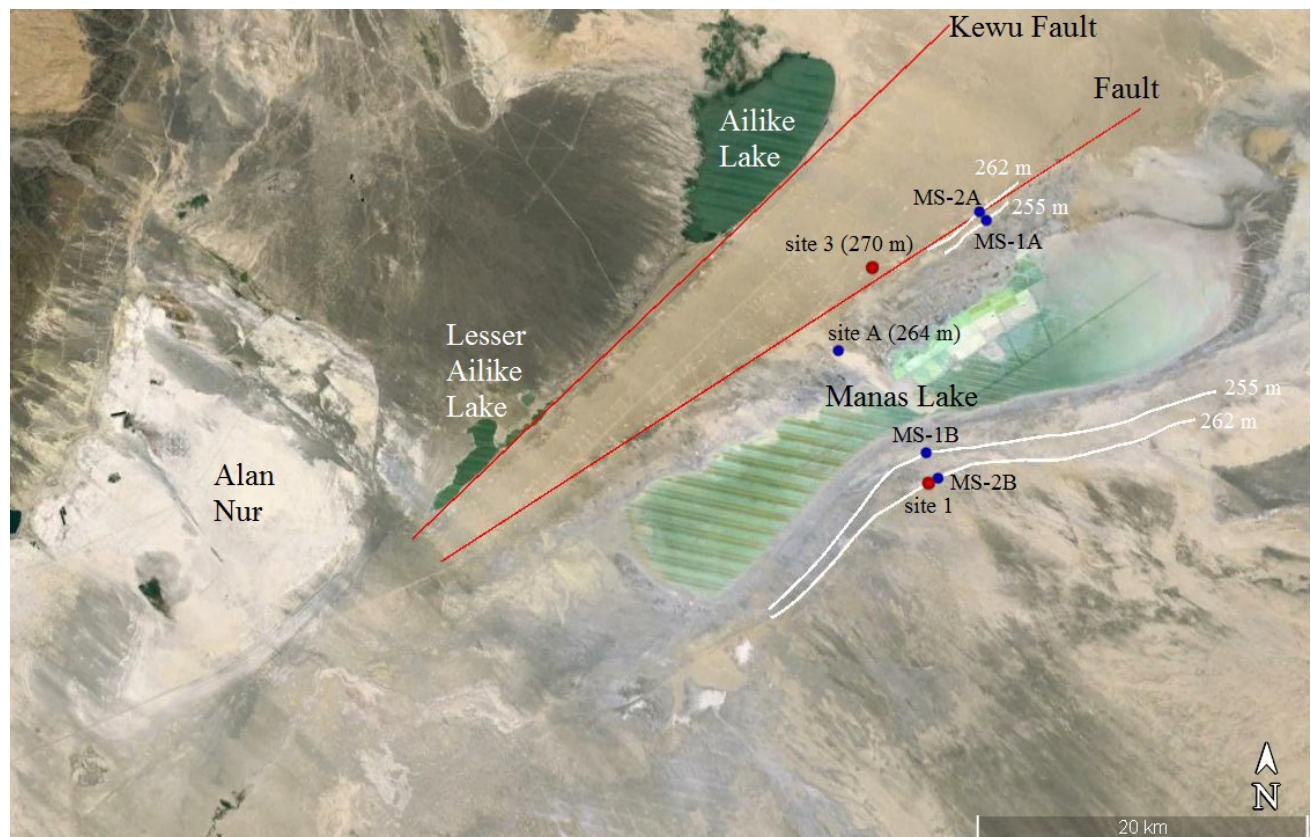 Kewu Fault
Fault
Ailike
Lake
262 m
MS-2A
255 m
MS-1A
site 3 (270 m)
site A (264 m)
Lesser
Ailike
Lake
Manas Lake
255 m
262 m
MS-1B
MS-2B
site 1
Alan
Nur
N
20 km